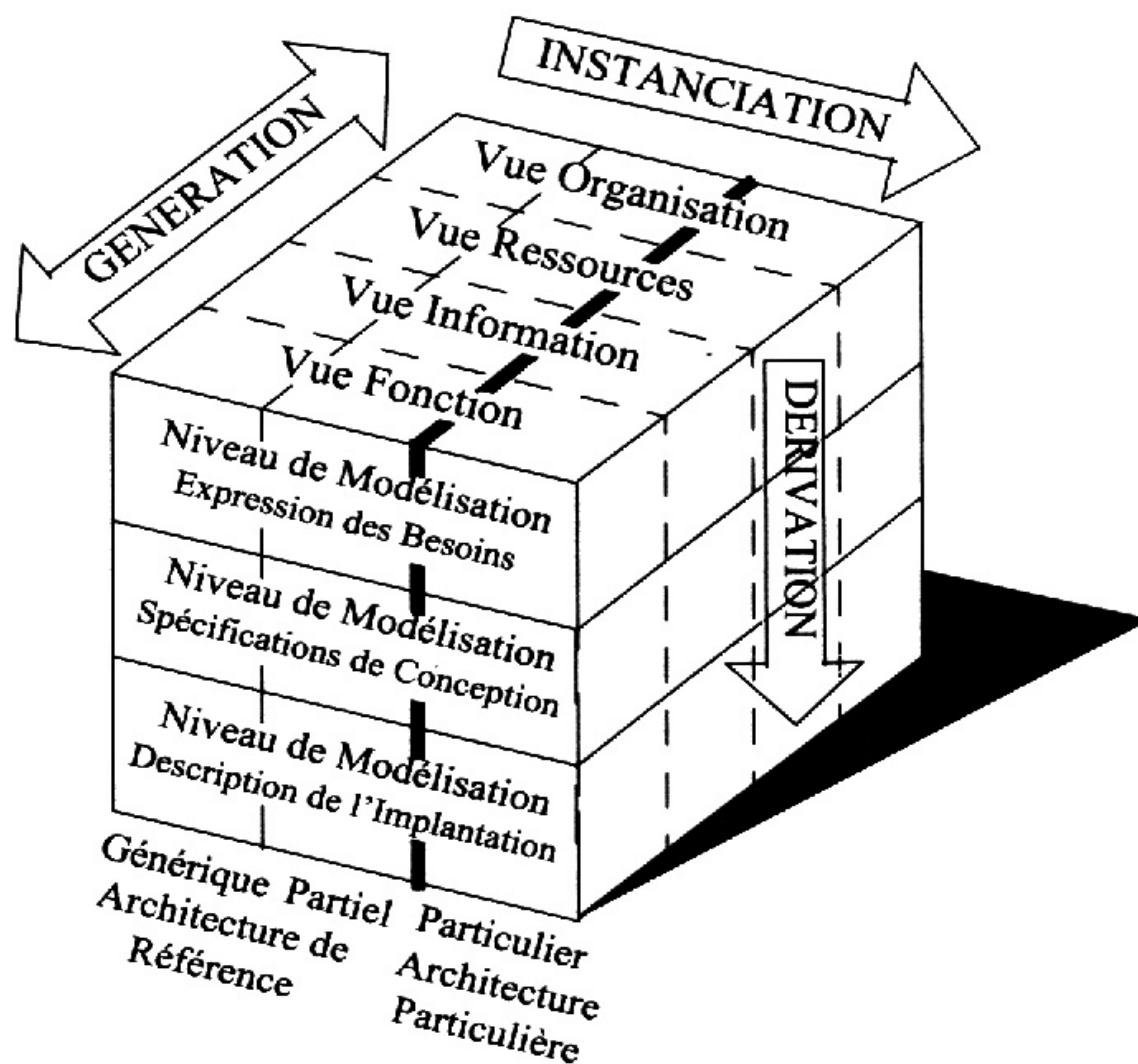 INSTANCIATION
GENERATION
Vue Organisation
Vue Ressources
Vue Information
Vue Fonction
DERIVATION
Niveau de Modélisation
Expression des Besoins
Niveau de Modélisation
Spécifications de Conception
Niveau de Modélisation
Description de l'Implantation
Générique Partiel Particulier
Architecture de
Référence
Architecture
Particulière